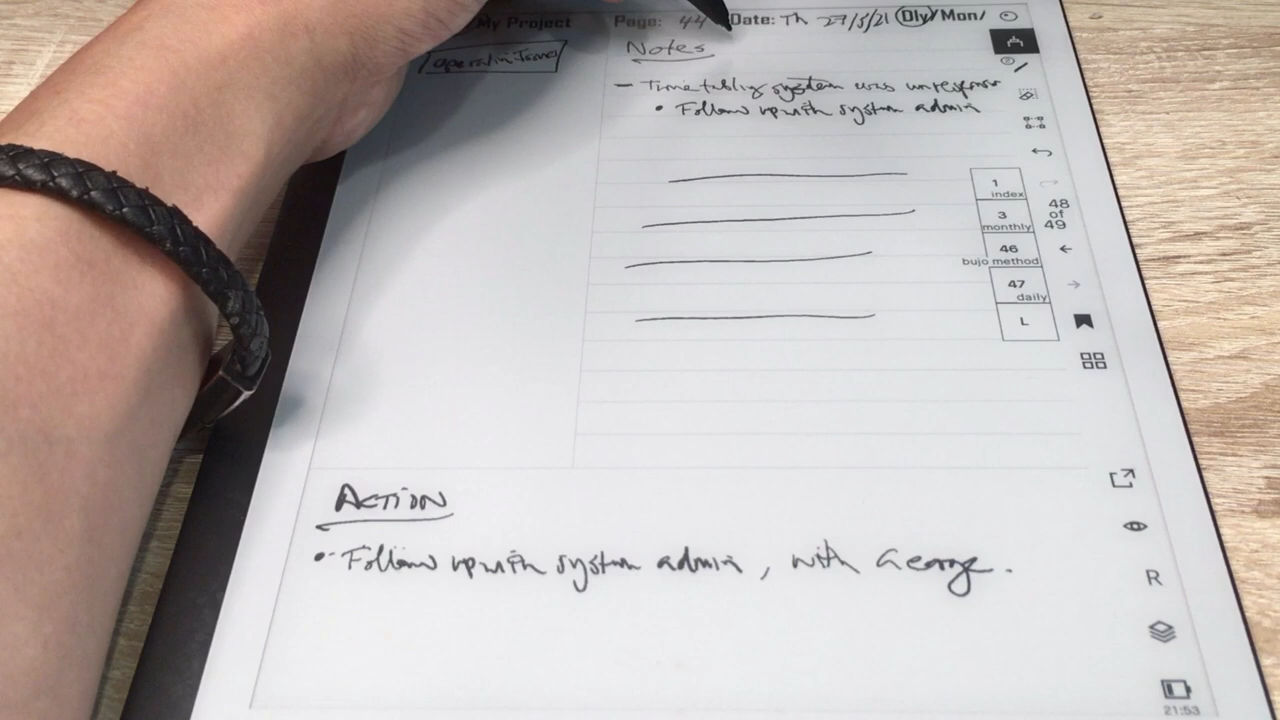 My Project Page: 44 Date: Th 27/5/21 Dly/Mon/
Notes
- Timetabling system was
• Follow up with system admin
1
index
3
monthly
46
bujo method
47
daily
L
48
of
49
ACTION
• Follow up with system admin, with George.
R
21:53